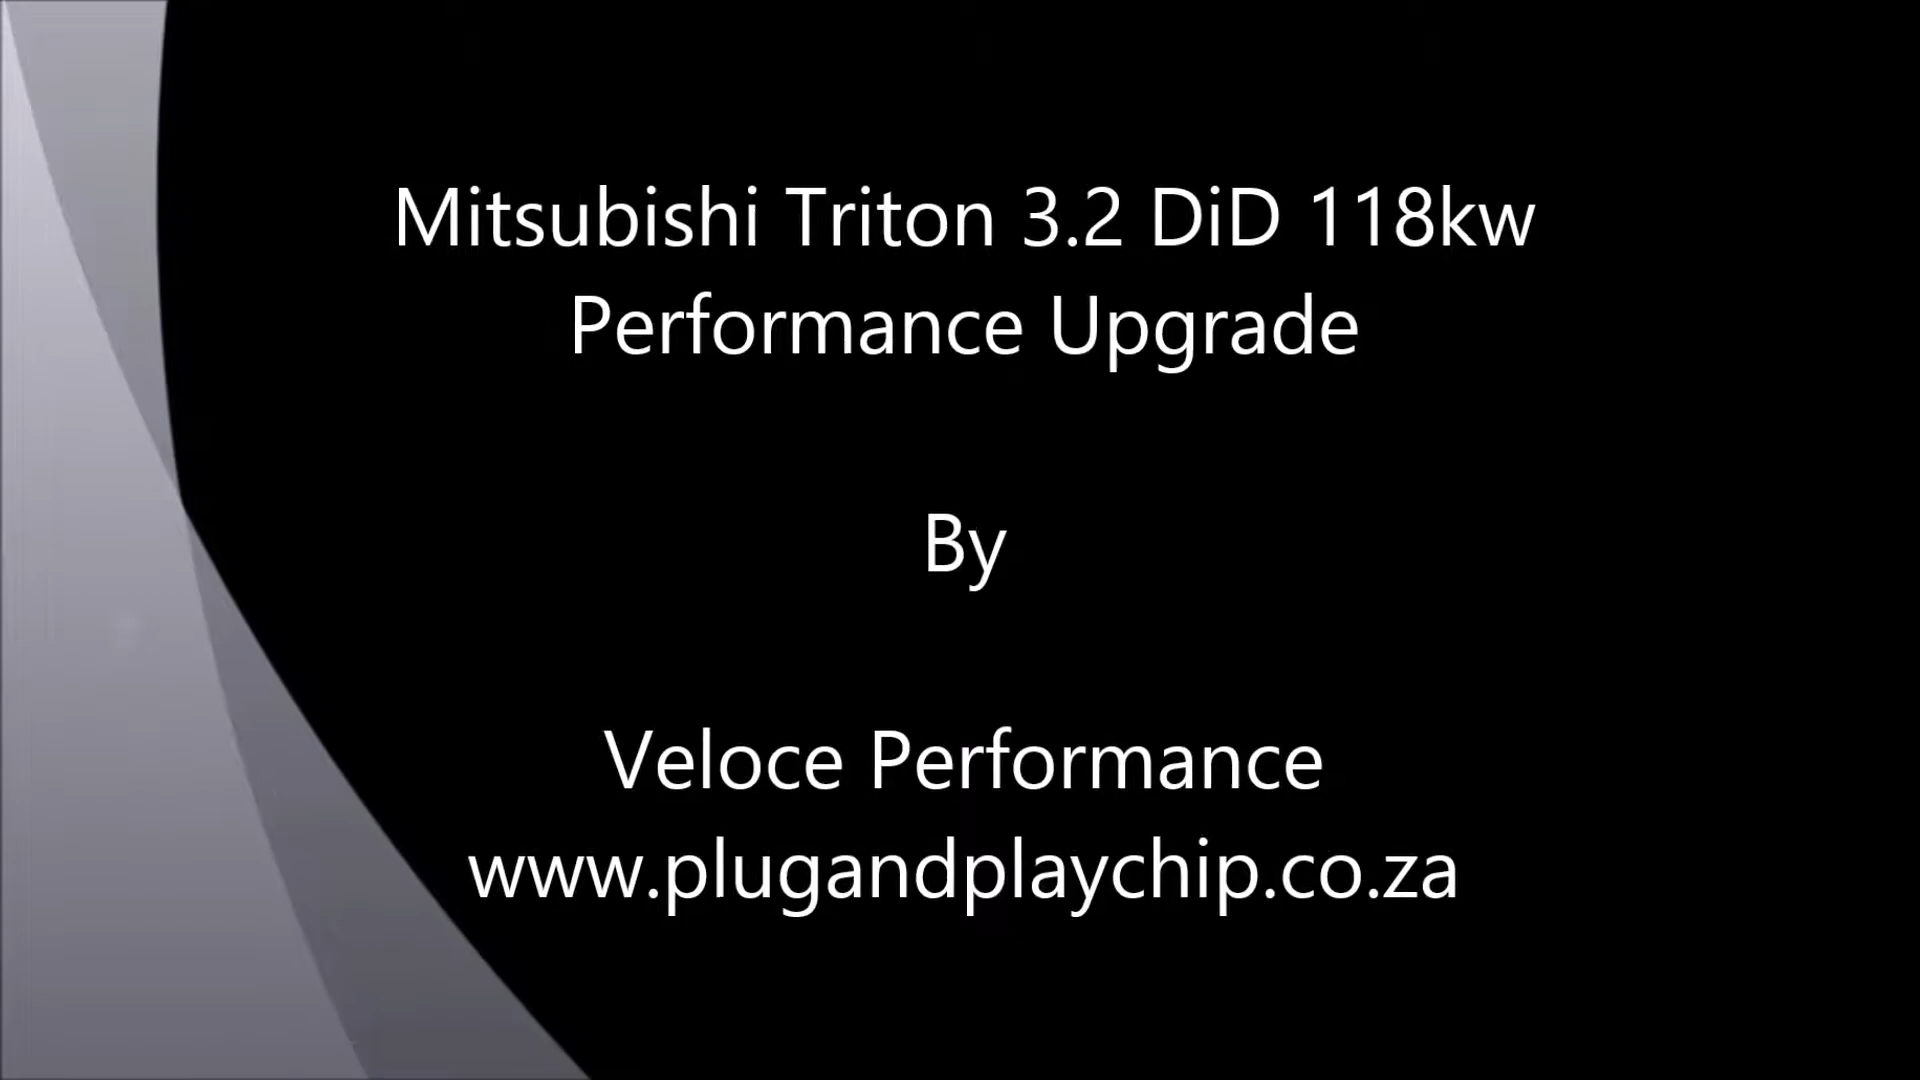 Mitsubishi Triton 3.2 DiD 118kw
Performance Upgrade
By
Veloce Performance
www.plugandplaychip.co.za